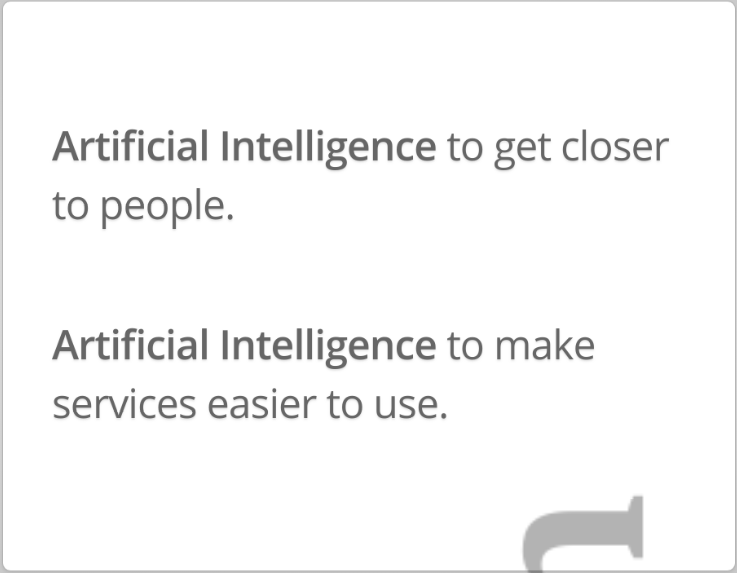 Artificial Intelligence to get closer
to people.
Artificial Intelligence to make
services easier to use.